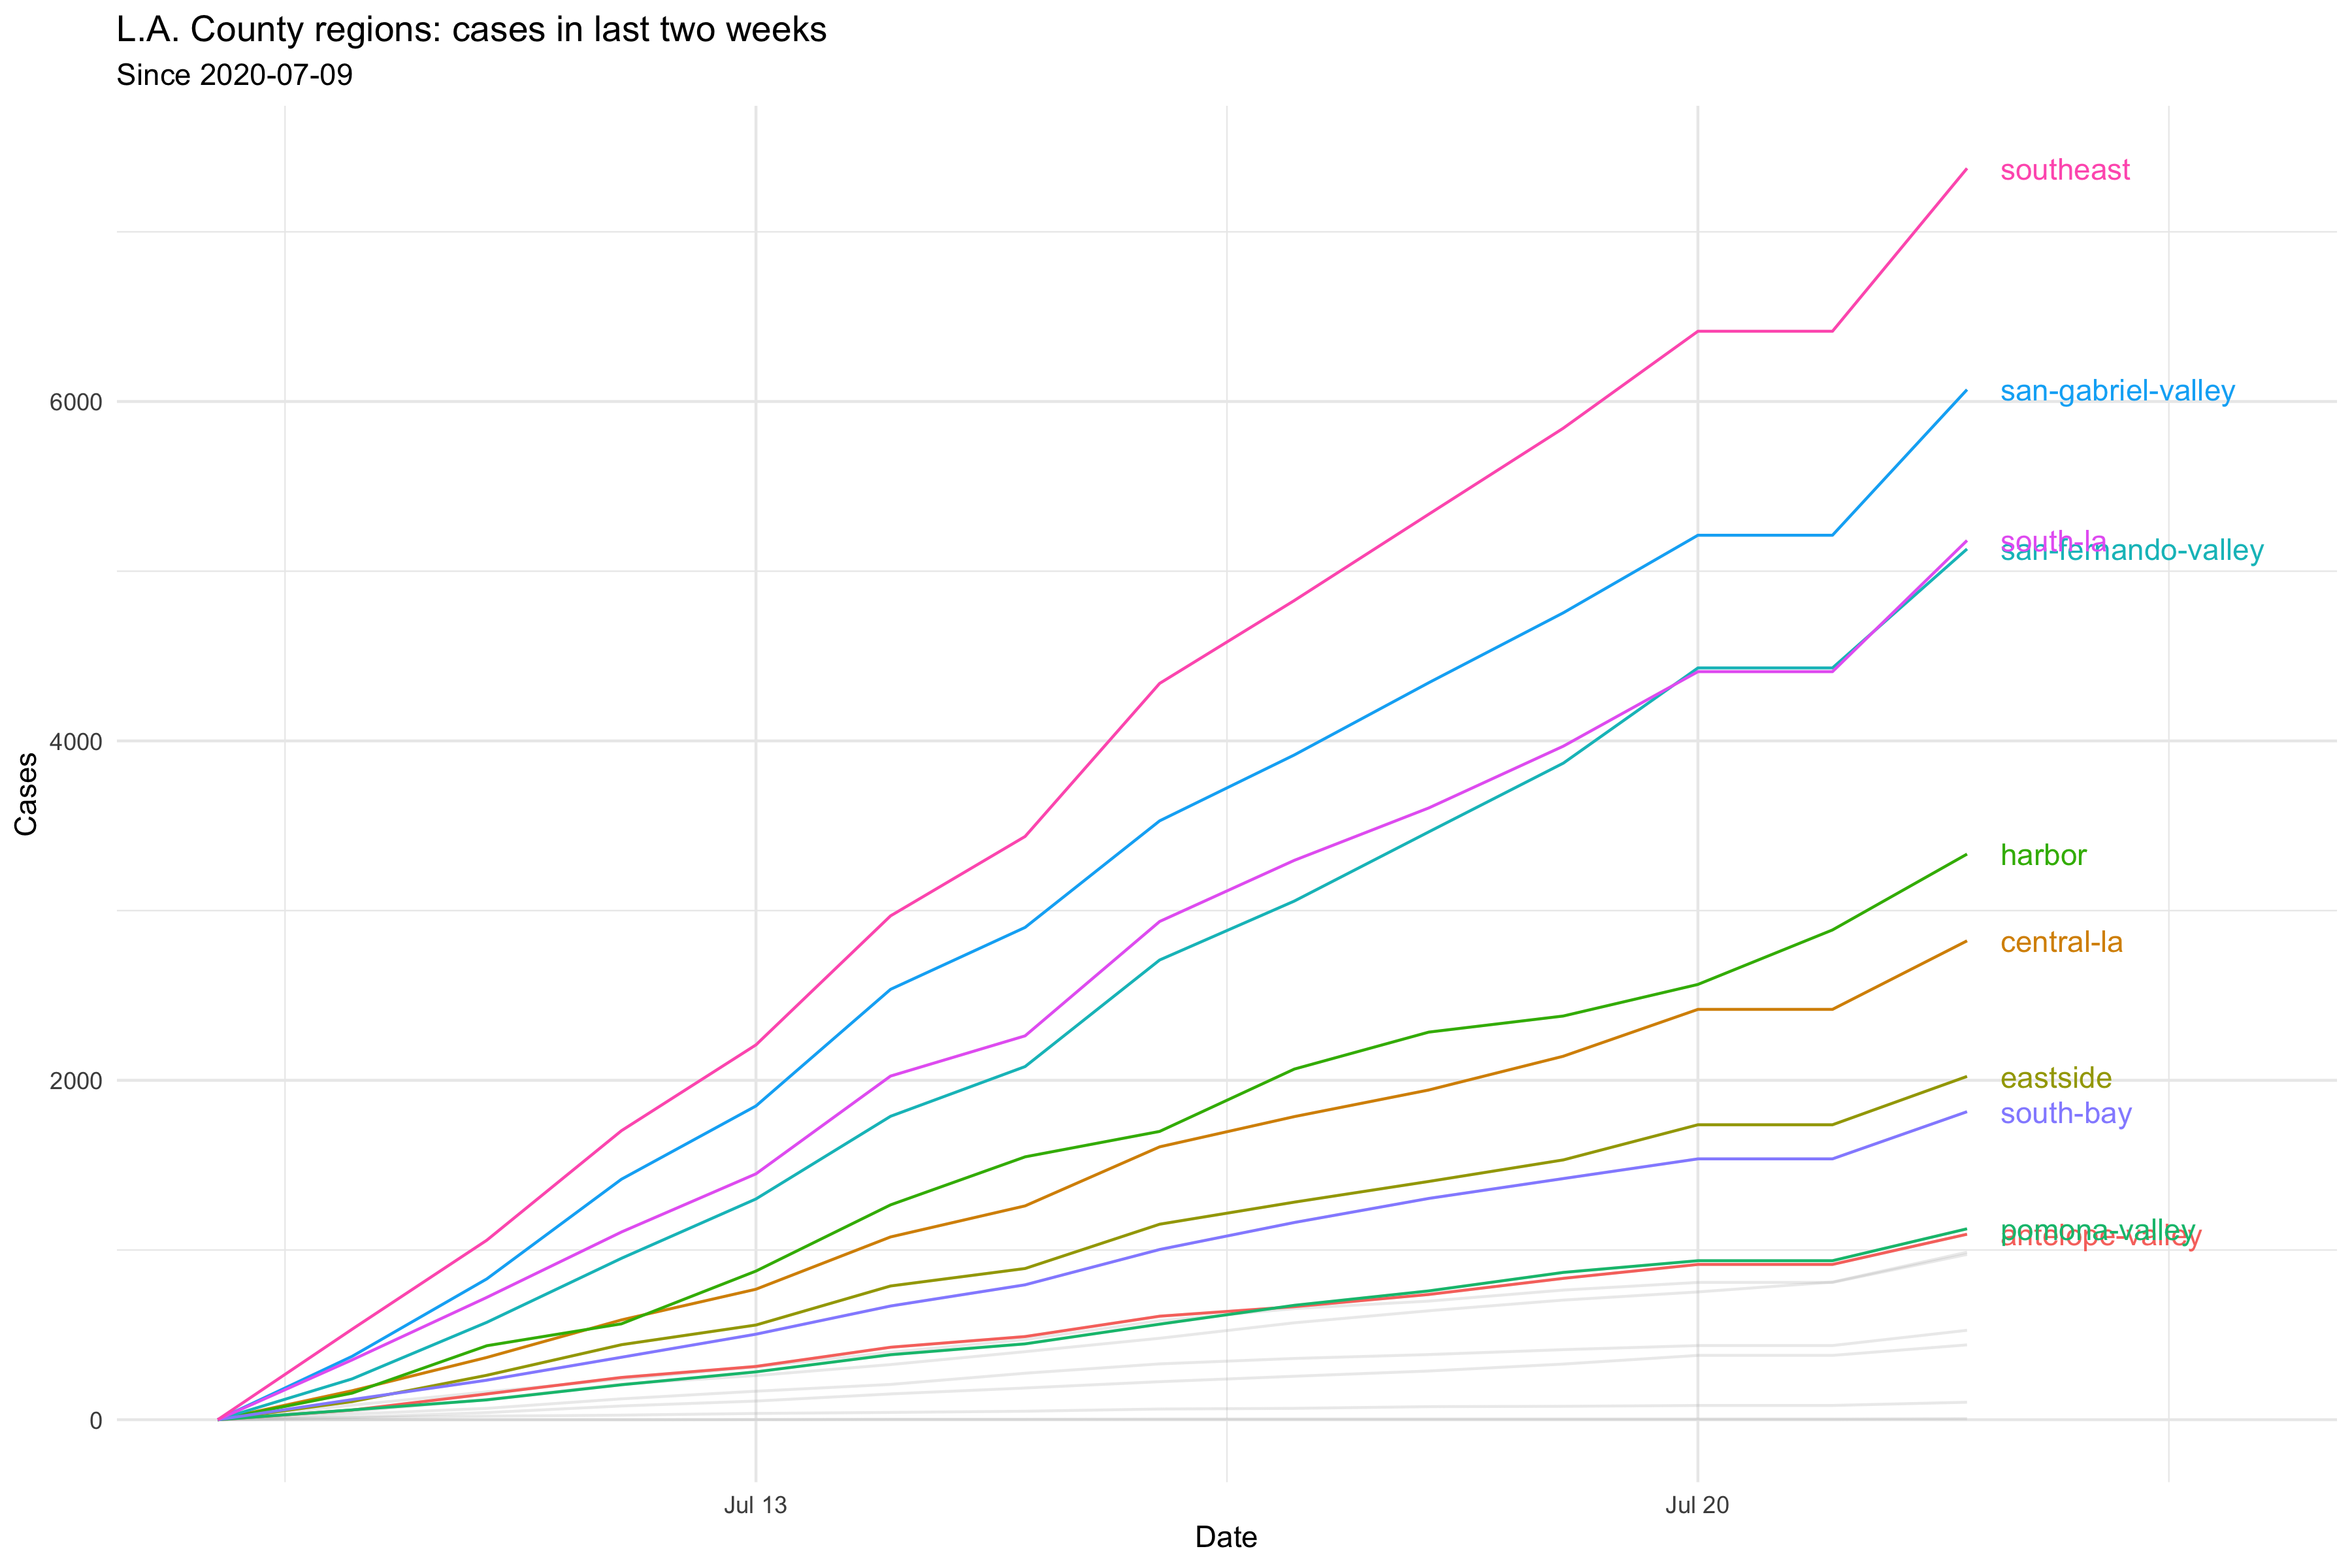 L.A. County regions: cases in last two weeks
Since 2020-07-09
southeast
san-gabriel-valley
south-la
san-fernando-valley
harbor
central-la
eastside
south-bay
pomona-valley
antelope-valley
6000
4000
2000
0
Cases
Jul 13
Jul 20
Date